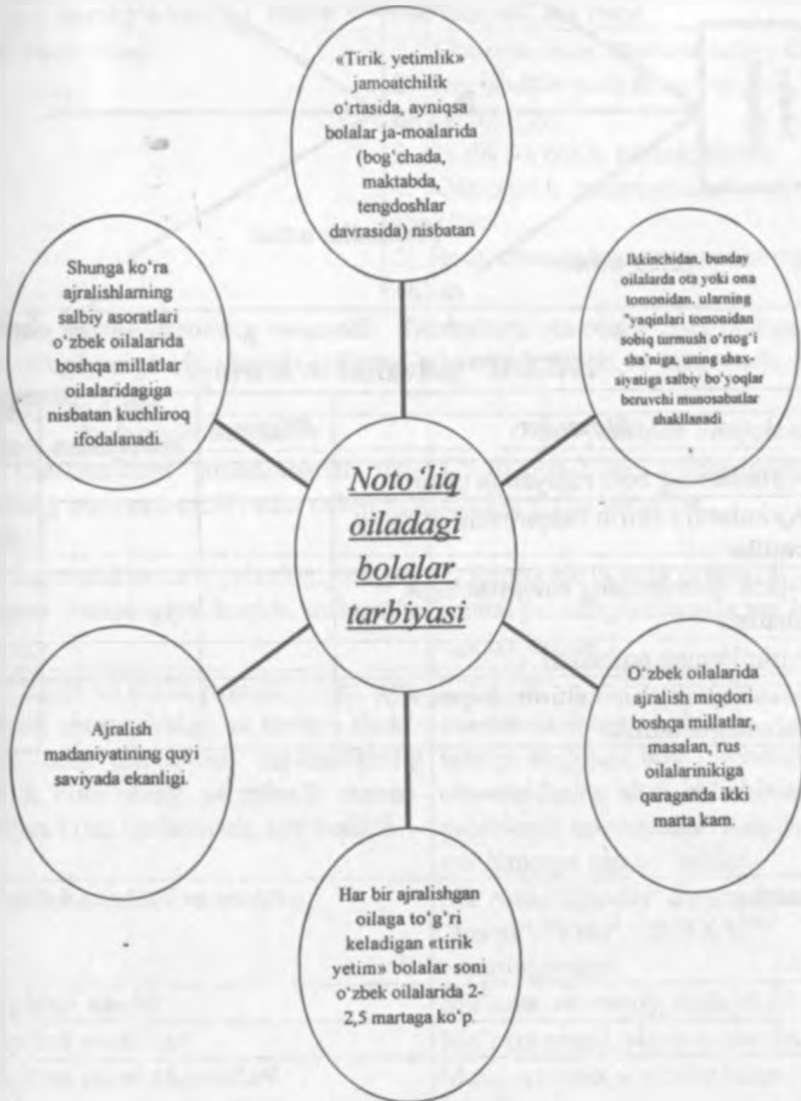 «Tirik. yetimlik»
jamoatchilik
o‘rtasida, ayniqsa
bolalar ja-moalarida
(bog‘chada,
maktabda,
tengdoshlar
davrasida) nisbatan
Ikkinchidan. bunday
oilalarda ota yoki ona
tomonidan. ularning
"yaqinlari tomonidan
sobiq turmush o‘rtog‘i
sha’niga, uning shax-
siyatiga salbiy bo‘yoqlar
beruvchi munosabatlar
shakllanadi
O‘zbek oilalarida
ajralish miqdori
boshqa millatlar,
masalan, rus
oilalarinikiga
qaraganda ikki
marta kam.
Har bir ajralishgan
oilaga to‘g‘ri
keladigan «tirik
yetim» bolalar soni
o‘zbek oilalarida 2-
2,5 martaga ko‘p.
Ajralish
madaniyatining quyi
saviyada ekanligi.
Shunga ko‘ra
ajralishlarning
salbiy asoratlari
o‘zbek oilalarida
boshqa millatlar
oilalaridagiga
nisbatan kuchliroq
ifodalanadi.
Noto‘liq
oiladagi
bolalar
tarbiyasi